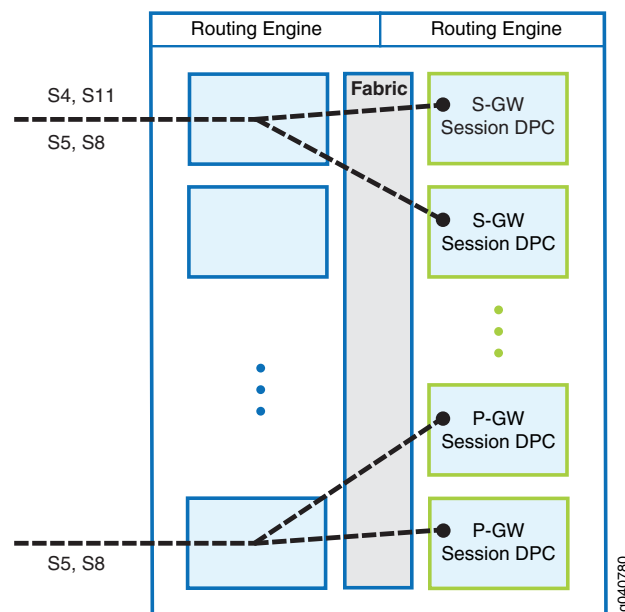 Routing Engine
Routing Engine
S4, S11
S5, S8
Fabric
S-GW
Session DPC
S-GW
Session DPC
P-GW
Session DPC
P-GW
Session DPC
S5, S8
g040780